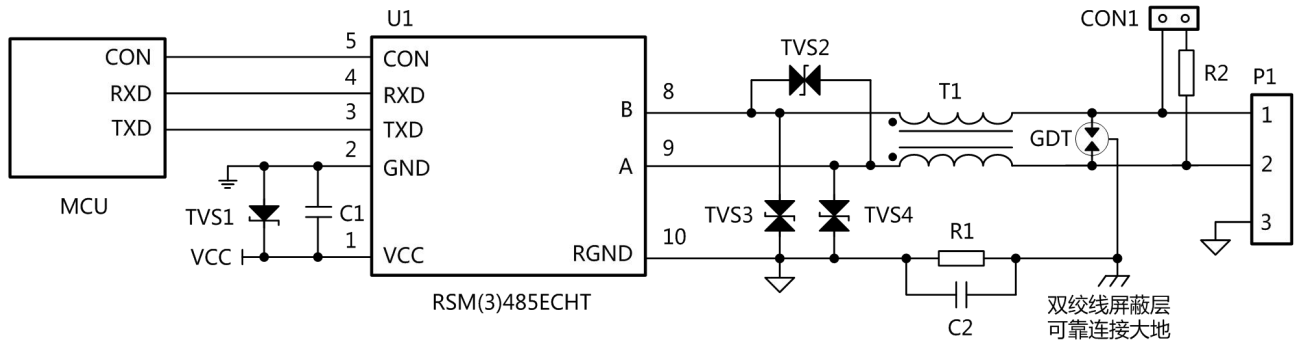 U1
CON1
CON
5
CON
TVS2
RXD
4
RXD
R2
P1
TXD
3
TXD
B
8
T1
1
2
GND
A
9
GDT
2
MCU
TVS1
C1
TVS3
TVS4
3
VCC
1
VCC
RGND
10
R1
RSM(3)485ECHT
C2
双绞线屏蔽层
可靠连接大地